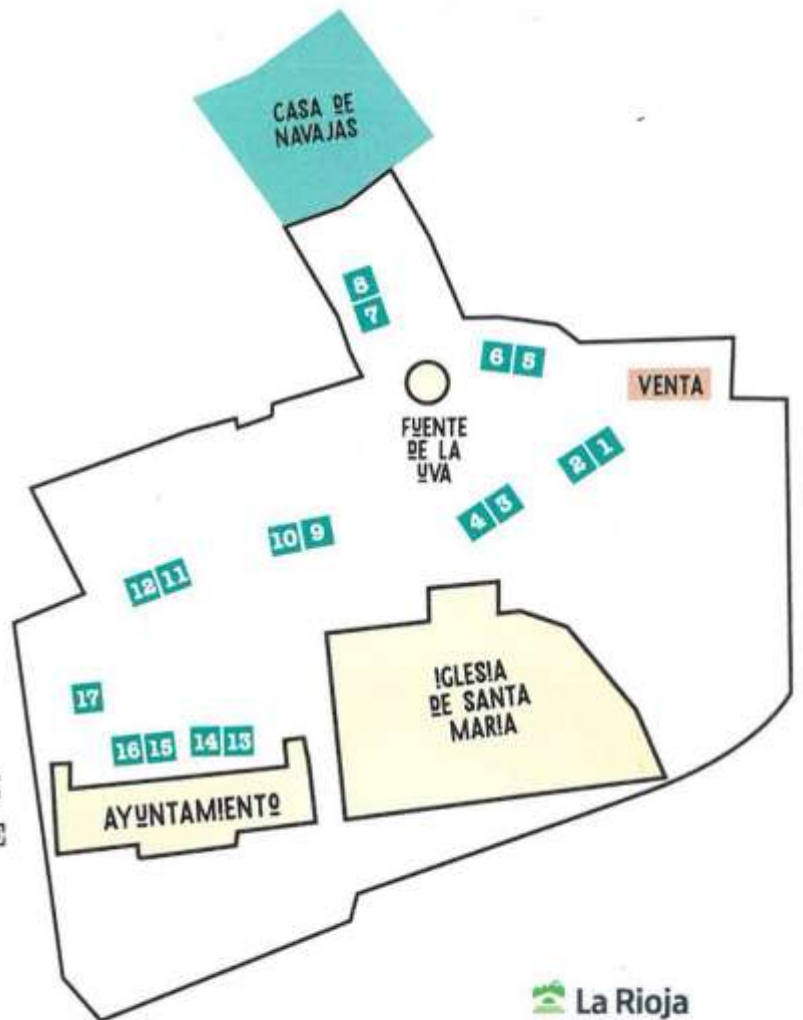 CASA DE
NAVAJAS
8
7
6 5
VENTA
FUENTE
DE LA
UVA
2 1
4 3
10 9
12 11
IGLESIA
DE SANTA
MARIA
17
16 15 14 13
AYUNTAMIENTO
La Rioja